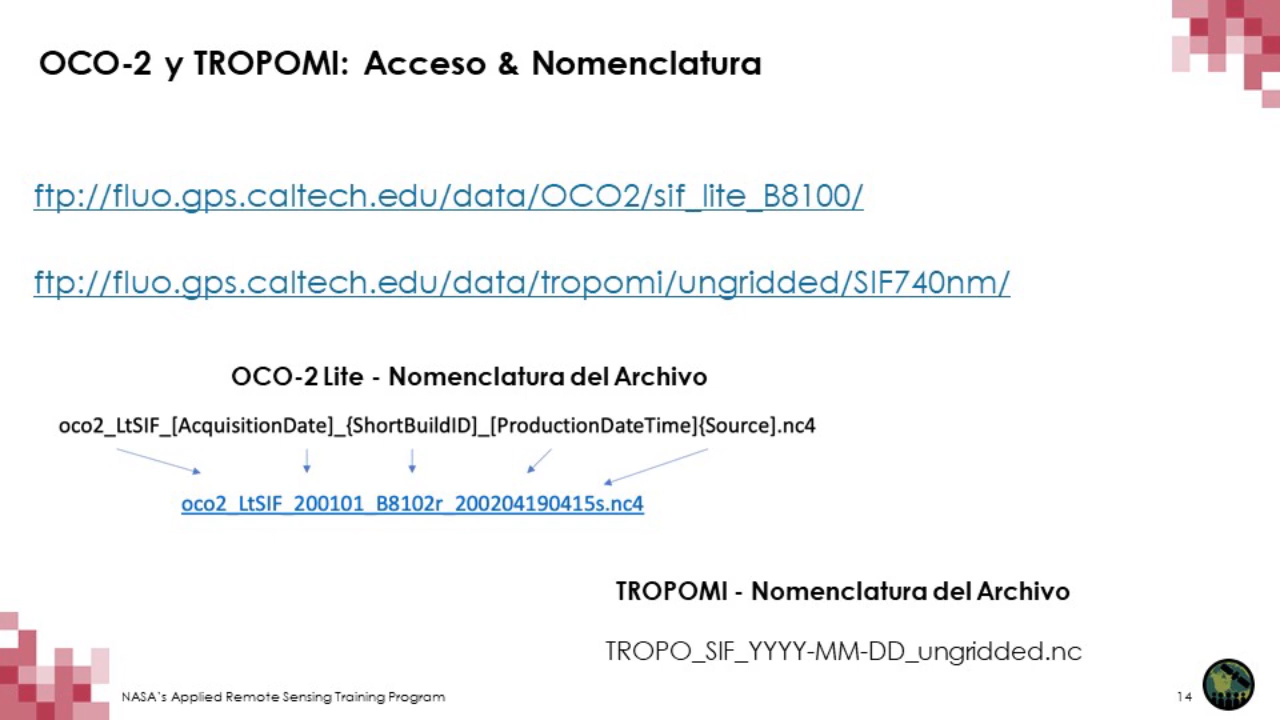 OCO-2 y TROPOMI: Acceso & Nomenclatura
ftp://fluo.gps.caltech.edu/data/OCO2/sif_lite_B8100/
ftp://fluo.gps.caltech.edu/data/tropomi/ungridded/SIF740nm/
OCO-2 Lite - Nomenclatura del Archivo
oco2_LtSIF_[AcquisitionDate]_{ShortBuildID]_[ProductionDateTime]{Source].nc4
oco2_LtSIF_200101_B8102r_200204190415s.nc4
TROPOMI - Nomenclatura del Archivo
TROPO_SIF_YYYY-MM-DD_ungridded.nc
NASA's Applied Remote Sensing Training Program
14